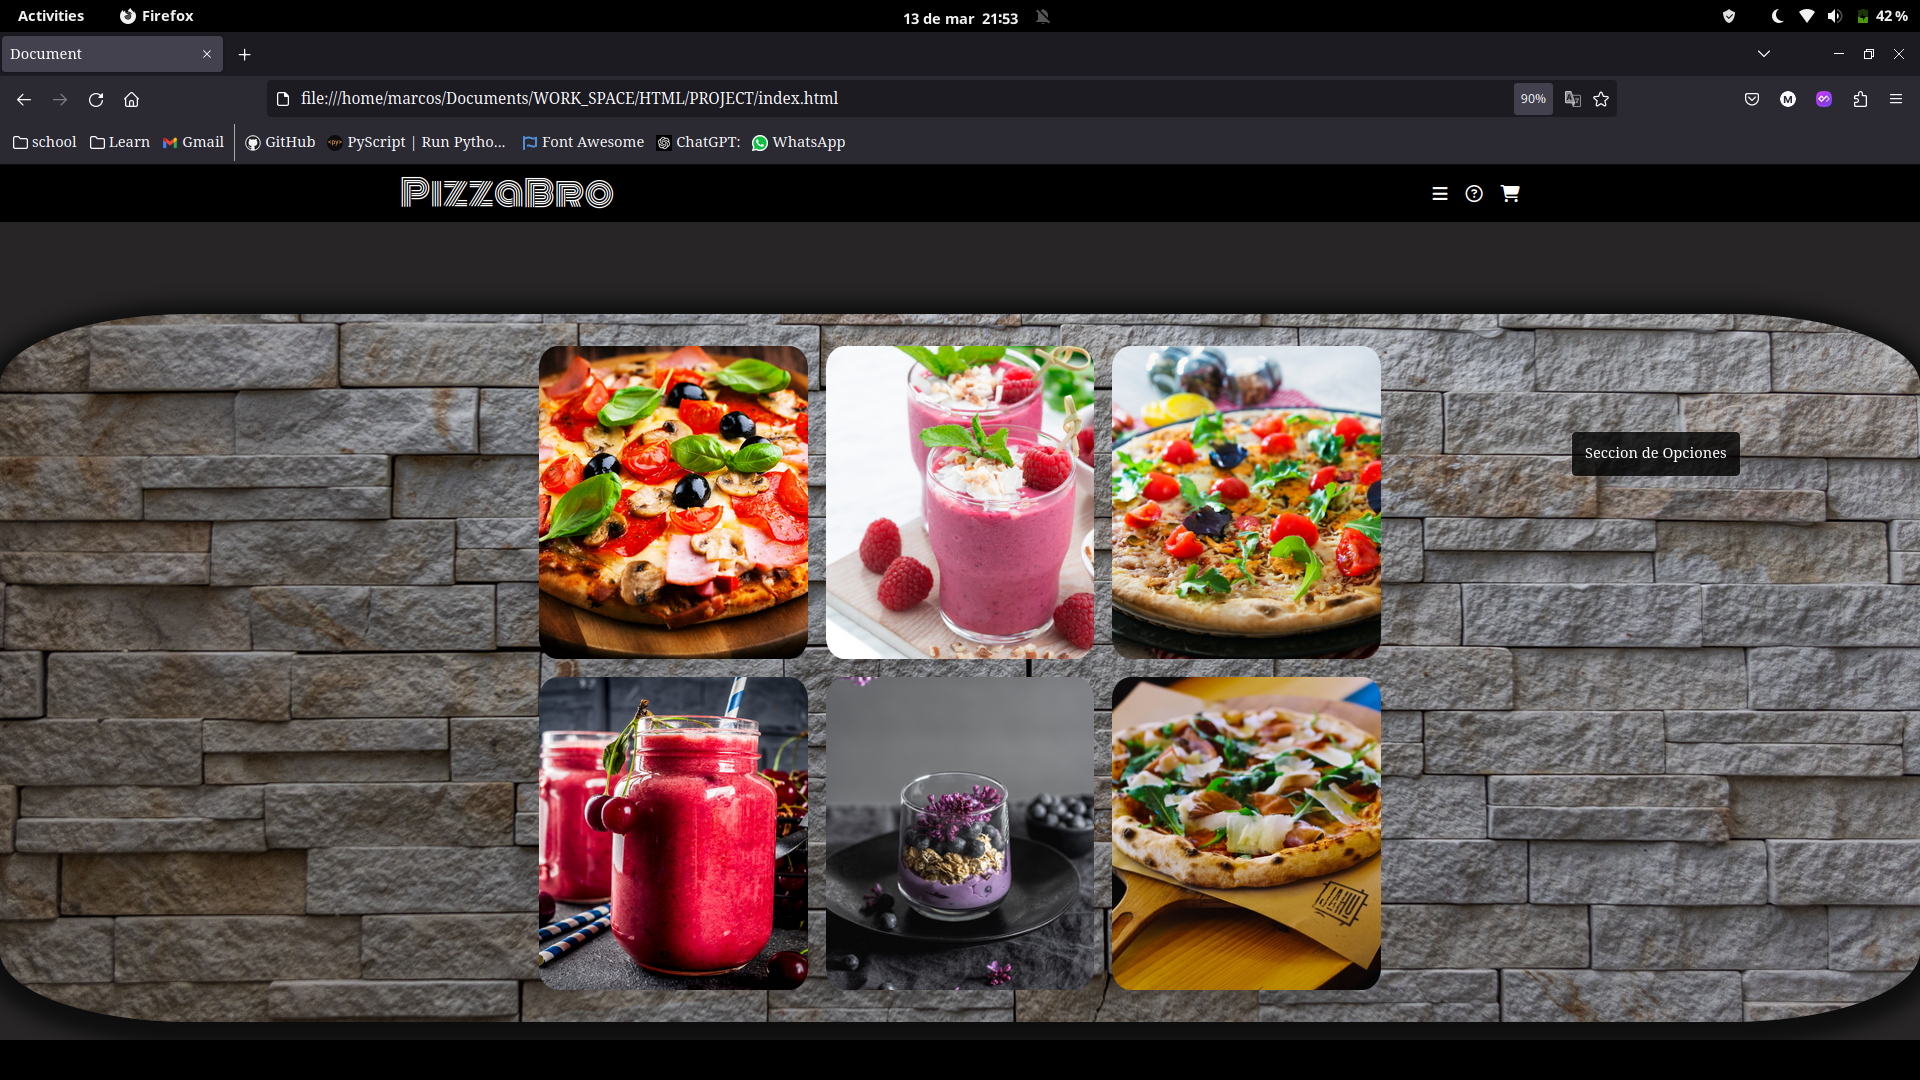 Activities
Firefox
13 de mar 21:53
42 %
Document
file:///home/marcos/Documents/WORK_SPACE/HTML/PROJECT/index.html
90%
M
school
Learn
Gmail
GitHub
PyScript | Run Pytho...
Font Awesome
ChatGPT:
WhatsApp
PizzaBro
Seccion de Opciones
JAHU